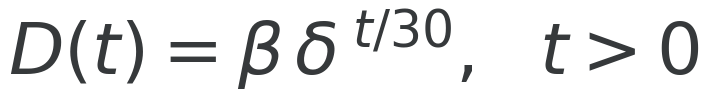 D(t) = β δ^{t/30}, t > 0